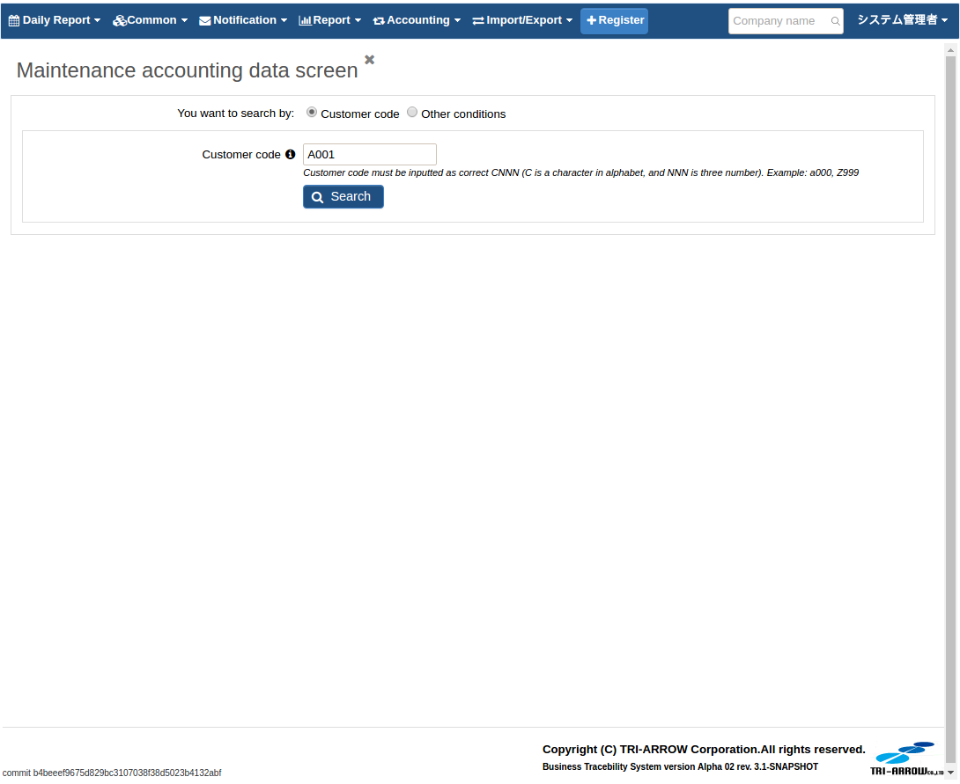 Daily Report Common Notification Report Accounting Import/Export Register Company name システム管理者
Maintenance accounting data screen
You want to search by: Customer code Other conditions
Customer code A001
Customer code must be inputted as correct CNNN (C is a character in alphabet, and NNN is three number). Example: a000, Z999
Search
Copyright (C) TRI-ARROW Corporation.All rights reserved.
Business Tracebility System version Alpha 02 rev. 3.1-SNAPSHOT
TRI-ARROW
commit b4beeef9675d829bc3107038f38d5023b4132abf